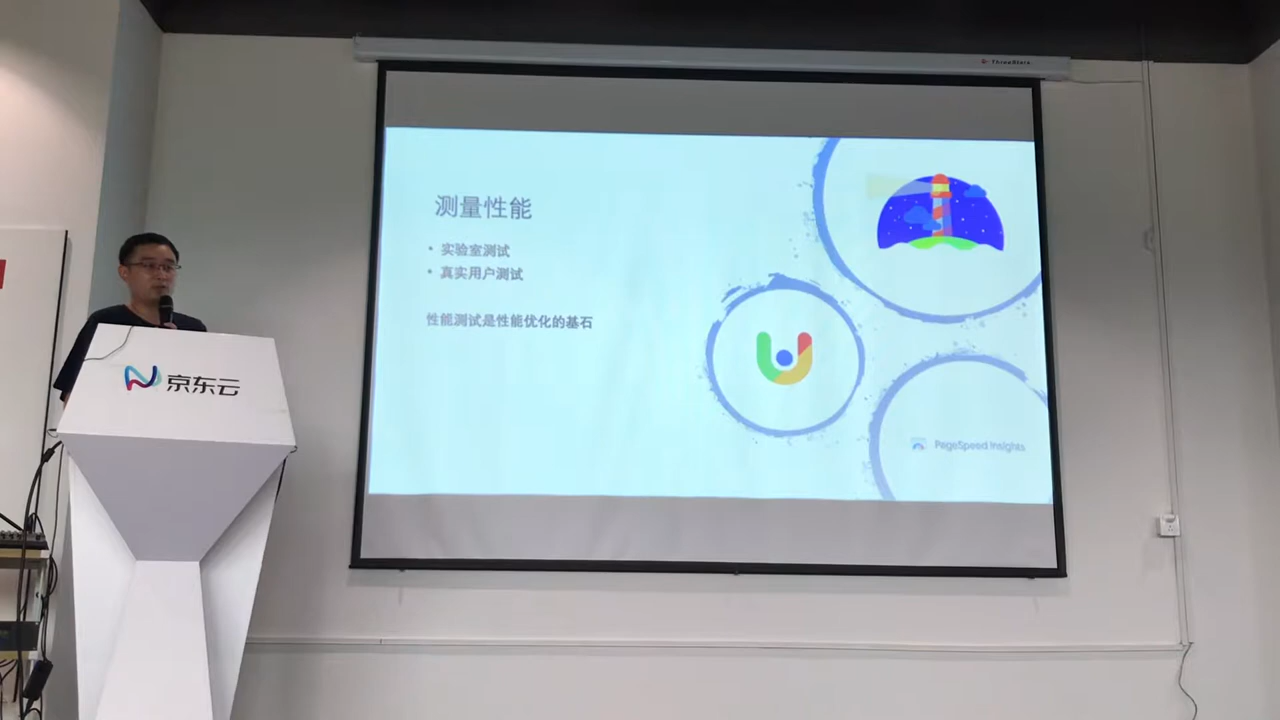 ThreeStars
测量性能
• 实验室测试
• 真实用户测试
性能测试是性能优化的基石
PageSpeed Insights
京东云